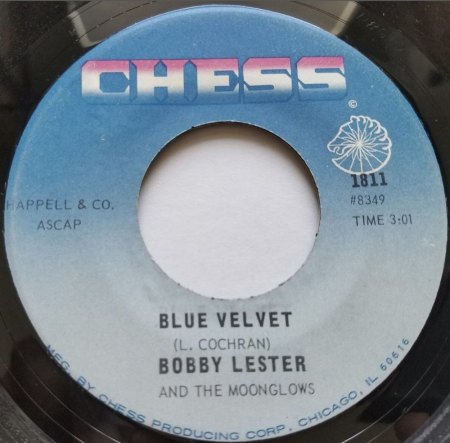 CHESS
©
1811
#8349
HAPPELL & CO.
ASCAP
TIME 3:01
BLUE VELVET
(L. COCHRAN)
BOBBY LESTER
AND THE MOONGLOWS
MFG. BY CHESS PRODUCING CORP. CHICAGO, IL 60616